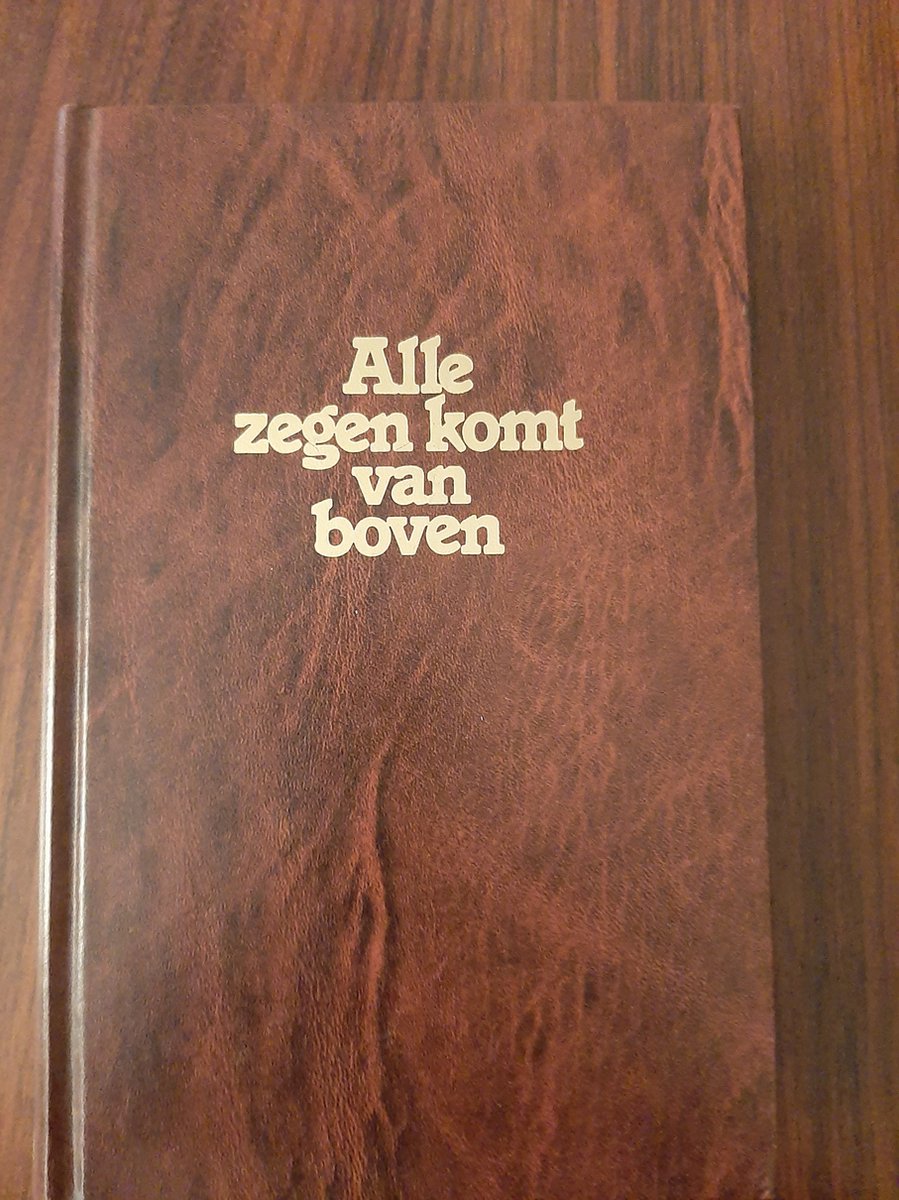 Alle
zegen komt
van
boven